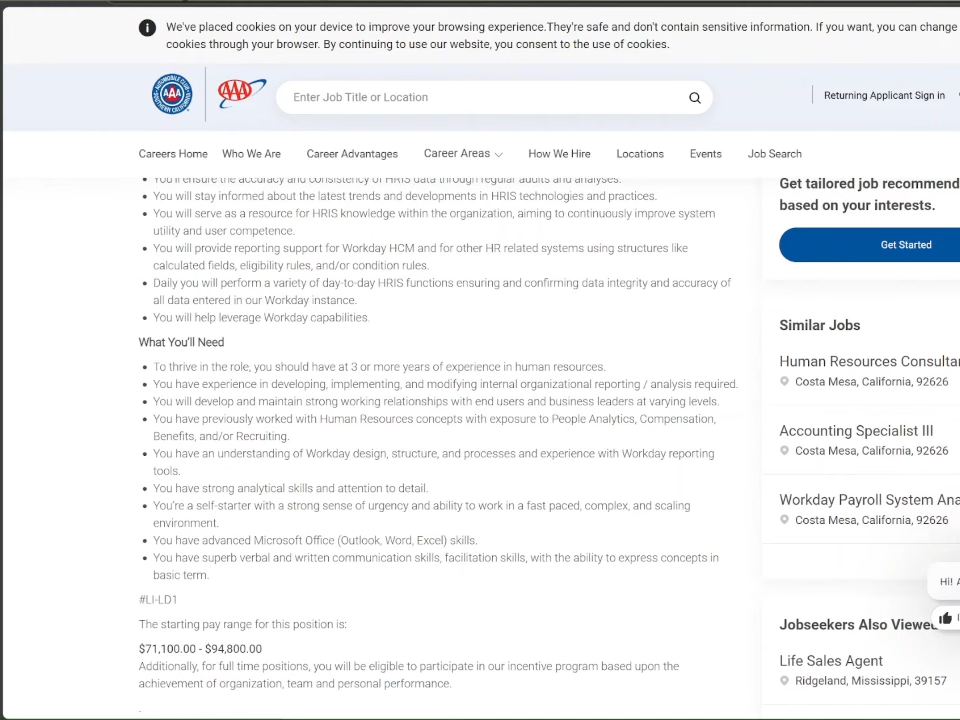 We've placed cookies on your device to improve your browsing experience.They're safe and don't contain sensitive information. If you want, you can change
cookies through your browser. By continuing to use our website, you consent to the use of cookies.
AUTOMOBILE CLUB
AAA
SOUTHERN CALIFORNIA
AAA
Enter Job Title or Location
Returning Applicant Sign in
Careers Home
Who We Are
Career Advantages
Career Areas
How We Hire
Locations
Events
Job Search
• You'll ensure the accuracy and consistency of HRIS data through regular audits and analyses.
• You will stay informed about the latest trends and developments in HRIS technologies and practices.
• You will serve as a resource for HRIS knowledge within the organization, aiming to continuously improve system
utility and user competence.
• You will provide reporting support for Workday HCM and for other HR related systems using structures like
calculated fields, eligibility rules, and/or condition rules.
• Daily you will perform a variety of day-to-day HRIS functions ensuring and confirming data integrity and accuracy of
all data entered in our Workday instance.
• You will help leverage Workday capabilities.
What You'll Need
• To thrive in the role, you should have at 3 or more years of experience in human resources.
• You have experience in developing, implementing, and modifying internal organizational reporting / analysis required.
• You will develop and maintain strong working relationships with end users and business leaders at varying levels.
• You have previously worked with Human Resources concepts with exposure to People Analytics, Compensation,
Benefits, and/or Recruiting.
• You have an understanding of Workday design, structure, and processes and experience with Workday reporting
tools.
• You have strong analytical skills and attention to detail.
• You're a self-starter with a strong sense of urgency and ability to work in a fast paced, complex, and scaling
environment.
• You have advanced Microsoft Office (Outlook, Word, Excel) skills.
• You have superb verbal and written communication skills, facilitation skills, with the ability to express concepts in
basic term.
#LI-LD1
The starting pay range for this position is:
$71,100.00 - $94,800.00
Additionally, for full time positions, you will be eligible to participate in our incentive program based upon the
achievement of organization, team and personal performance.
Get tailored job recommend
based on your interests.
Get Started
Similar Jobs
Human Resources Consultan
Costa Mesa, California, 92626
Accounting Specialist III
Costa Mesa, California, 92626
Workday Payroll System Ana
Costa Mesa, California, 92626
Hi! A
Jobseekers Also Viewed
Life Sales Agent
Ridgeland, Mississippi, 39157